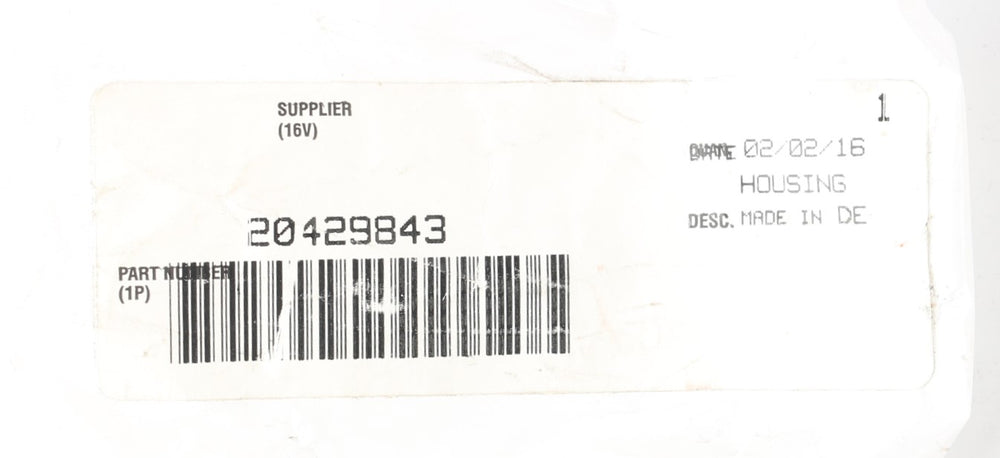 SUPPLIER
(16V)
1
DATE 02/02/16
HOUSING
DESC. MADE IN DE
20429843
PART NUMBER
(1P)